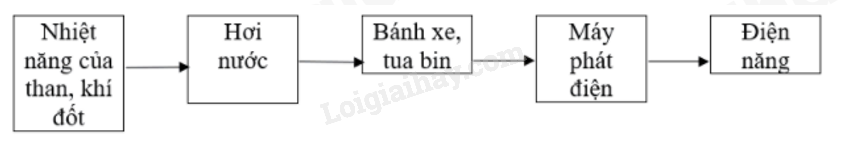 Nhiệt
năng của
than, khí
đốt
Hơi
nước
Bánh xe,
tua bin
Máy
phát
điện
Điện
năng
Loigiaihay.com